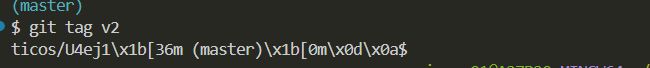 (master)
$ git tag v2
ticos/U4ej1\x1b[36m (master)\x1b[0m\x0d\x0a$